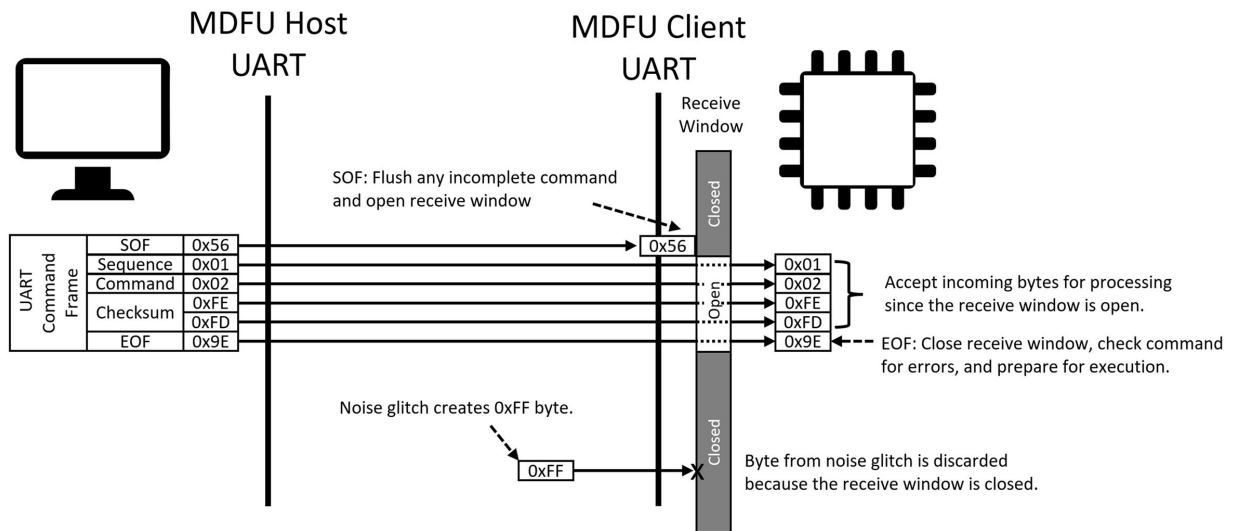 MDFU Host
UART
MDFU Client
UART
Receive
Window
SOF: Flush any incomplete command
and open receive window
Closed
UART
Command
Frame
SOF 0x56
Sequence 0x01
Command 0x02
Checksum 0xFE
0xFD
EOF 0x9E
0x56
Open
0x01
0x02
0xFE
0xFD
0x9E
Accept incoming bytes for processing
since the receive window is open.
EOF: Close receive window, check command
for errors, and prepare for execution.
Noise glitch creates 0xFF byte.
0xFF
X
Closed
Byte from noise glitch is discarded
because the receive window is closed.